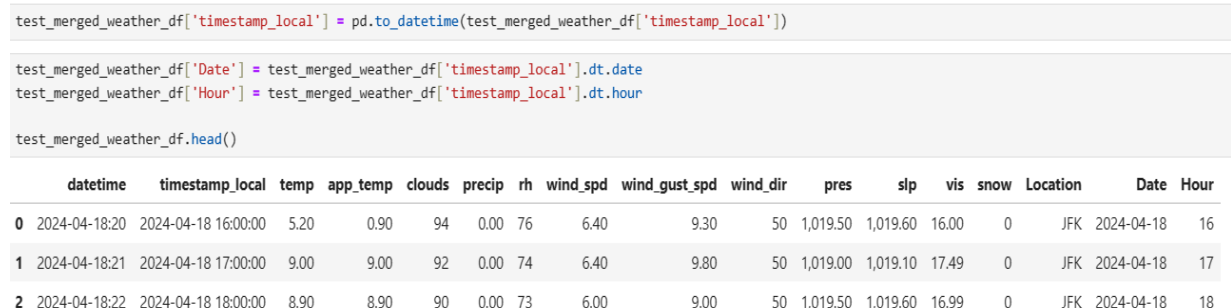 test_merged_weather_df['timestamp_local'] = pd.to_datetime(test_merged_weather_df['timestamp_local'])
test_merged_weather_df['Date'] = test_merged_weather_df['timestamp_local'].dt.date
test_merged_weather_df['Hour'] = test_merged_weather_df['timestamp_local'].dt.hour
test_merged_weather_df.head()
datetime timestamp_local temp app_temp clouds precip rh wind_spd wind_gust_spd wind_dir pres slp vis snow Location Date Hour
0 2024-04-18:20 2024-04-18 16:00:00 5.20 0.90 94 0.00 76 6.40 9.30 50 1,019.50 1,019.60 16.00 0 JFK 2024-04-18 16
1 2024-04-18:21 2024-04-18 17:00:00 9.00 9.00 92 0.00 74 6.40 9.80 50 1,019.00 1,019.10 17.49 0 JFK 2024-04-18 17
2 2024-04-18:22 2024-04-18 18:00:00 8.90 8.90 90 0.00 73 6.00 9.00 50 1,019.50 1,019.60 16.99 0 JFK 2024-04-18 18